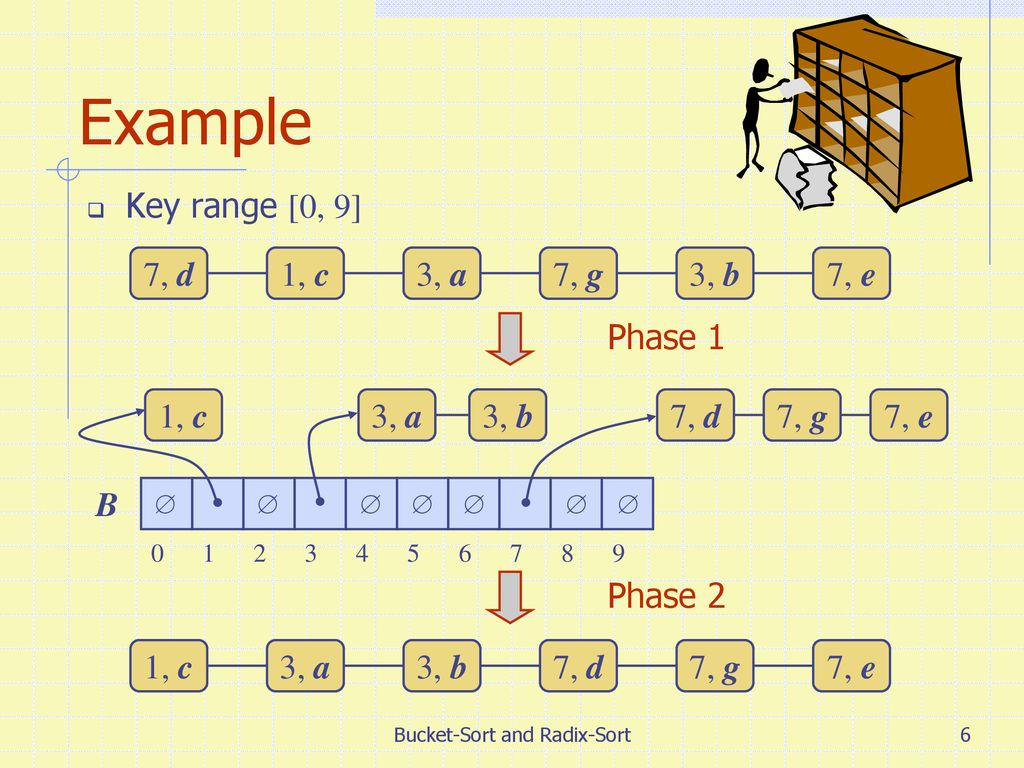 Example
Key range [0, 9]
7, d 1, c 3, a 7, g 3, b 7, e
Phase 1
1, c 3, a 3, b 7, d 7, g 7, e
B ∅ ∅ ∅ ∅ ∅ ∅ ∅
0 1 2 3 4 5 6 7 8 9
Phase 2
1, c 3, a 3, b 7, d 7, g 7, e
Bucket-Sort and Radix-Sort 6